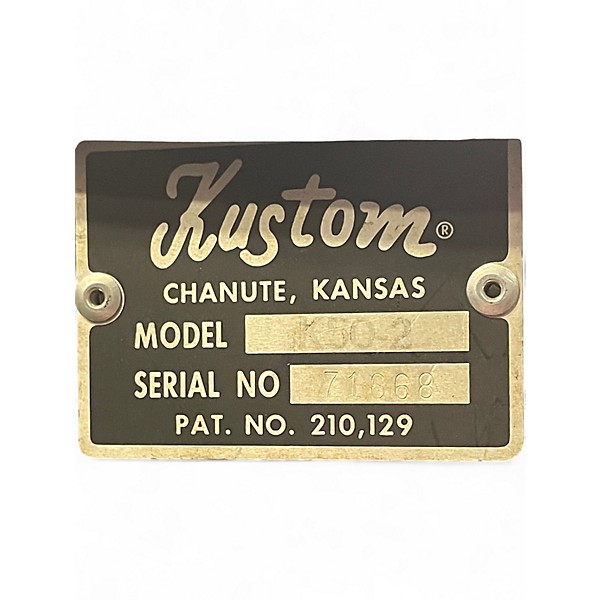 Kustom®
CHANUTE, KANSAS
MODEL K50-2
SERIAL NO 71668
PAT. NO. 210,129